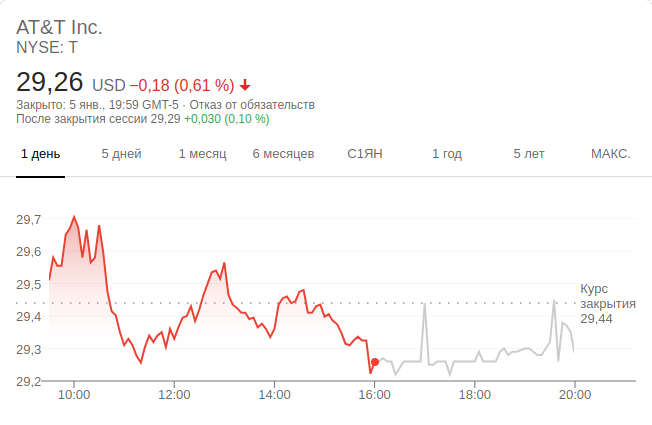 AT&T Inc.
NYSE: T
29,26 USD −0,18 (0,61 %)
Закрыто: 5 янв., 19:59 GMT-5 · Отказ от обязательств
После закрытия сессии 29,29 +0,030 (0,10 %)
1 день 5 дней 1 месяц 6 месяцев С1ЯН 1 год 5 лет МАКС.
29,7
29,6
29,5
29,4
29,3
29,2
Курс
закрытия
29,44
10:00 12:00 14:00 16:00 18:00 20:00